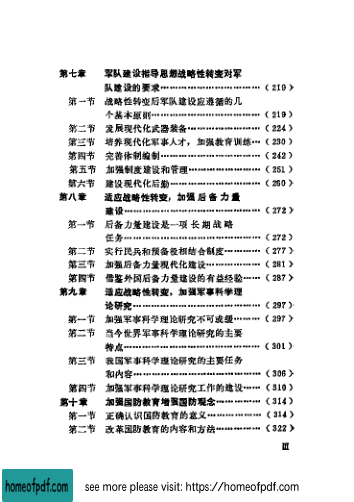 第七章 军队建设指导思想战略性转变对军
队建设的要求……………………………（219）
第一节 战略性转变后军队建设应遵循的几
个基本原则……………………………（219）
第二节 发展现代化武器装备……………………（224）
第三节 培养现代化军事人才，加强教育训练…（230）
第四节 完善体制编制……………………………（242）
第五节 加强制度建设和管理……………………（251）
第六节 建设现代化后勤…………………………（260）
第八章 适应战略性转变，加强后备力量
建设……………………………………（272）
第一节 后备力量建设是一项长期战略
任务……………………………………（272）
第二节 实行民兵和预备役相结合制度…………（277）
第三节 加强后备力量现代化建设………………（281）
第四节 借鉴外国后备力量建设的有益经验……（287）
第九章 适应战略性转变，加强军事科学理
论研究…………………………………（297）
第一节 加强军事科学理论研究不可或缓………（297）
第二节 当今世界军事科学理论研究的主要
特点……………………………………（301）
第三节 我国军事科学理论研究的主要任务
和内容…………………………………（306）
第四节 加强军事科学理论研究工作的建设……（310）
第十章 加强国防教育增强国防观念……………（314）
第一节 正确认识国防教育的意义………………（314）
第二节 改革国防教育的内容和方法……………（322）
Ⅲ
homeofpdf.com
see more please visit: https://homeofpdf.com